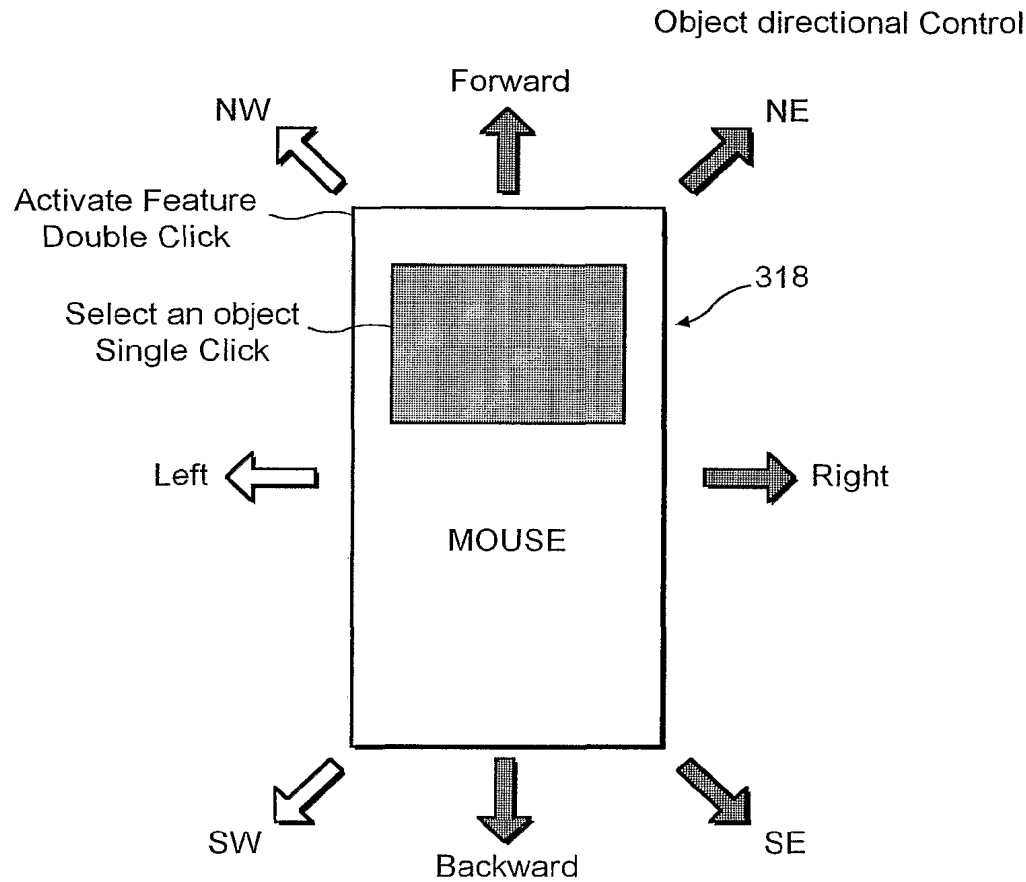 Object directional Control
Forward
NW
NE
Activate Feature
Double Click
318
Select an object
Single Click
Left
Right
MOUSE
SW
SE
Backward